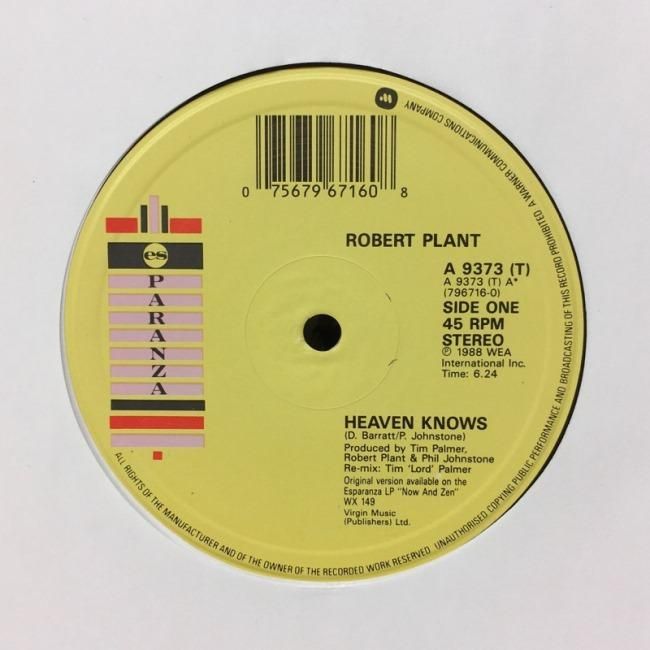 A WARNER COMMUNICATIONS COMPANY
0 75679 67160 8
ROBERT PLANT
es
PARANZA
A 9373 (T)
A 9373 (T) A*
(796716-0)
SIDE ONE
45 RPM
STEREO
℗ 1988 WEA
International Inc.
Time: 6.24
HEAVEN KNOWS
(D. Barratt/P. Johnstone)
Produced by Tim Palmer,
Robert Plant & Phil Johnstone
Re-mix: Tim 'Lord' Palmer
Original version available on the
Esparanza LP "Now And Zen"
WX 149
Virgin Music
(Publishers) Ltd.
ALL RIGHTS OF THE MANUFACTURER AND OF THE OWNER OF THE RECORDED WORK RESERVED. UNAUTHORISED COPYING PUBLIC PERFORMANCE AND BROADCASTING OF THIS RECORD PROHIBITED